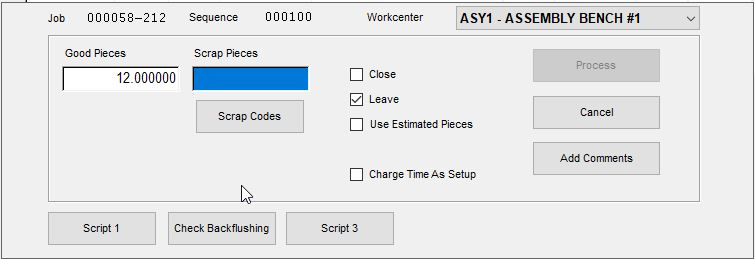 Job 000058-212 Sequence 000100 Workcenter ASY1 - ASSEMBLY BENCH #1
Good Pieces Scrap Pieces
Process
12.000000
Close
Leave
Scrap Codes
Cancel
Use Estimated Pieces
Add Comments
Charge Time As Setup
Script 1 Check Backflushing Script 3